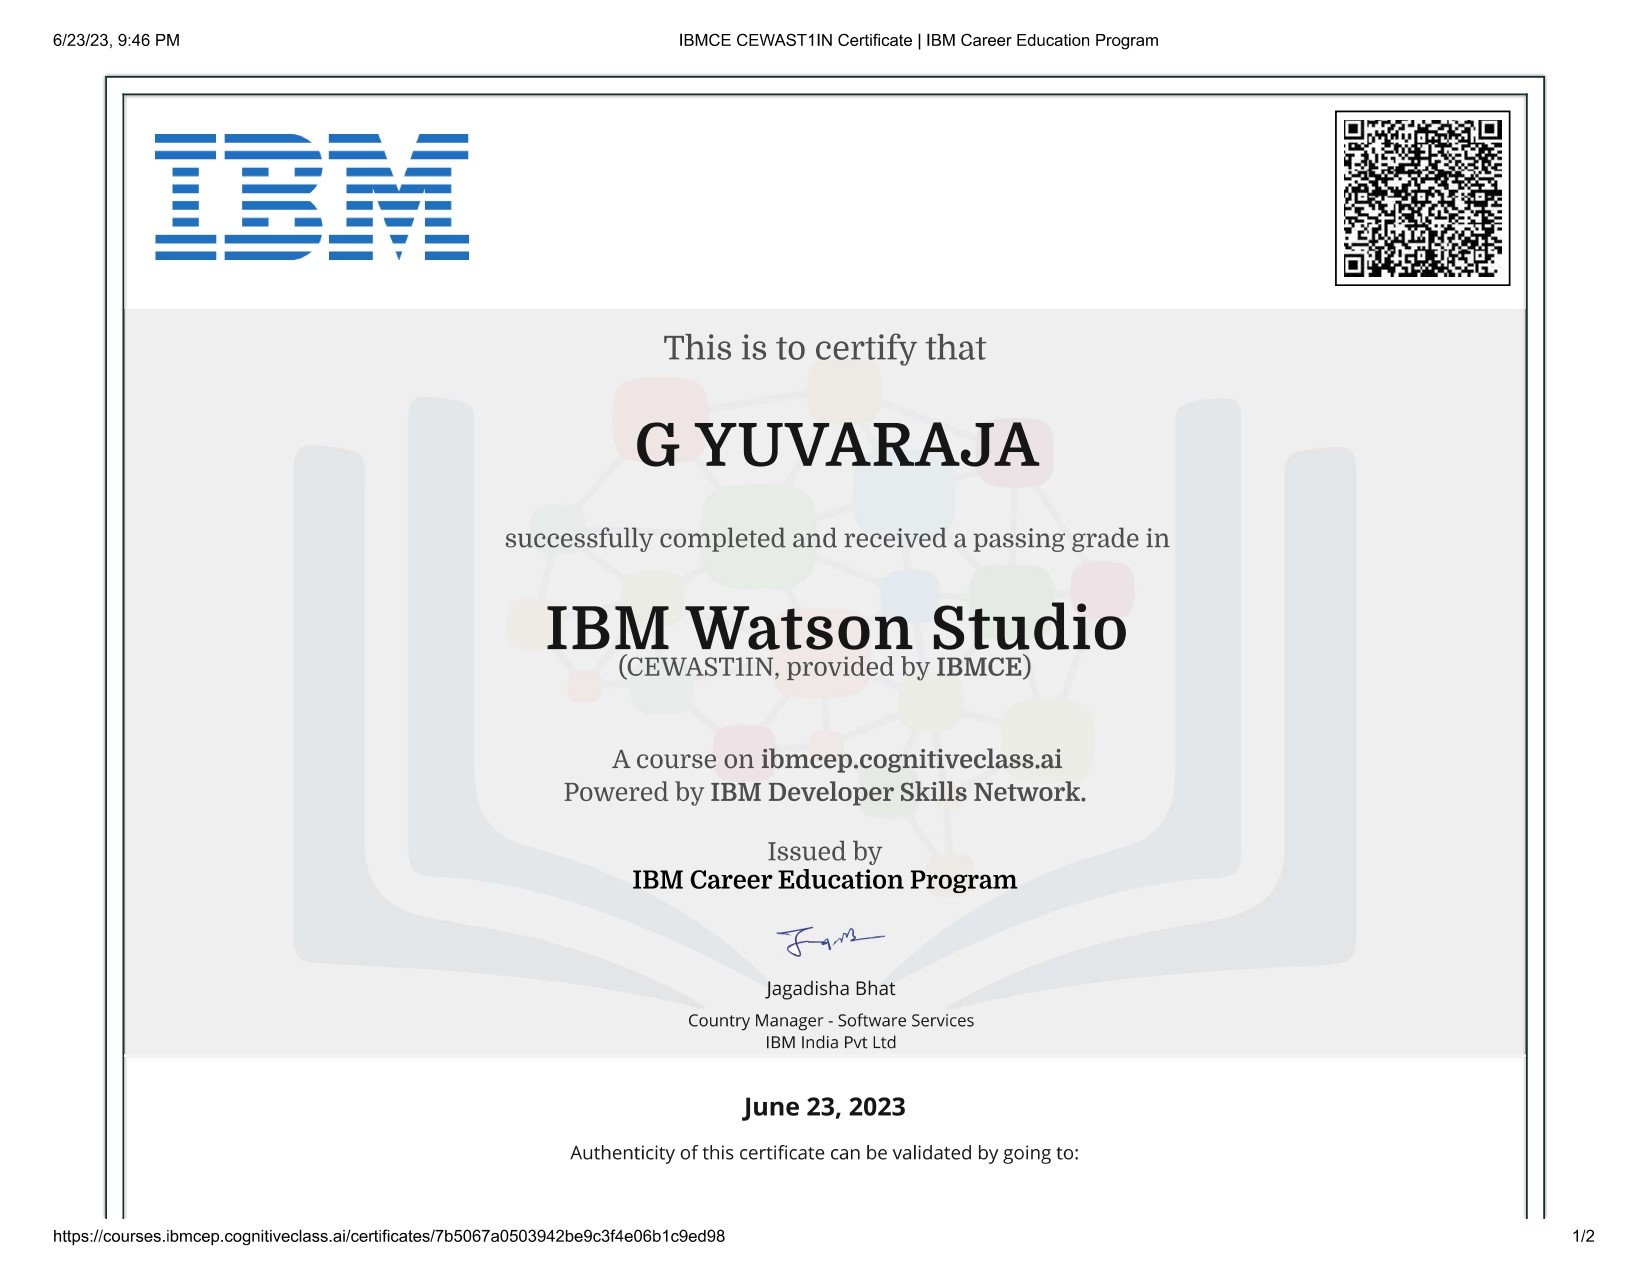 6/23/23, 9:46 PM
IBMCE CEWAST1IN Certificate | IBM Career Education Program
IBM
This is to certify that
G YUVARAJA
successfully completed and received a passing grade in
IBM Watson Studio
(CEWAST1IN, provided by IBMCE)
A course on ibmcep.cognitiveclass.ai
Powered by IBM Developer Skills Network.
Issued by
IBM Career Education Program
Jagadisha Bhat
Country Manager - Software Services
IBM India Pvt Ltd
June 23, 2023
Authenticity of this certificate can be validated by going to:
https://courses.ibmcep.cognitiveclass.ai/certificates/7b5067a0503942be9c3f4e06b1c9ed98
1/2